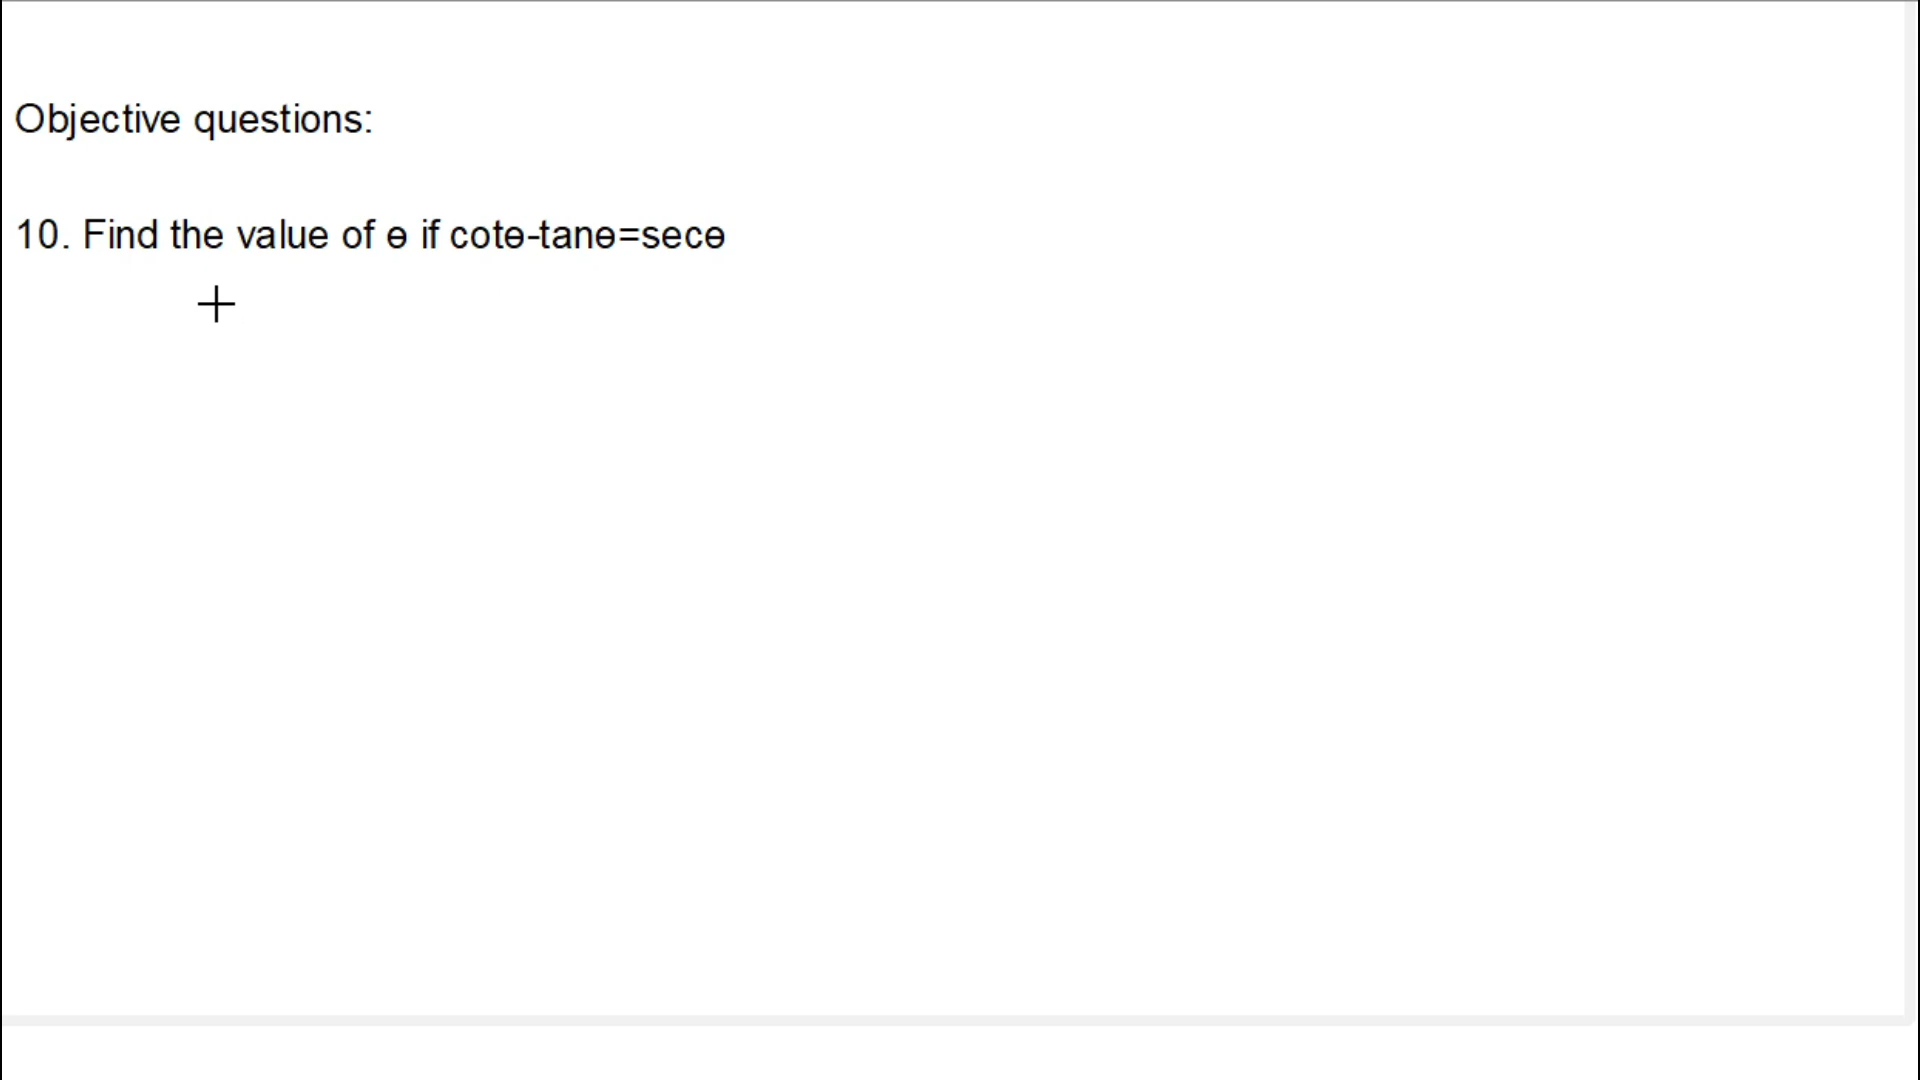 Objective questions:
10. Find the value of ɵ if cotɵ-tanɵ=secɵ